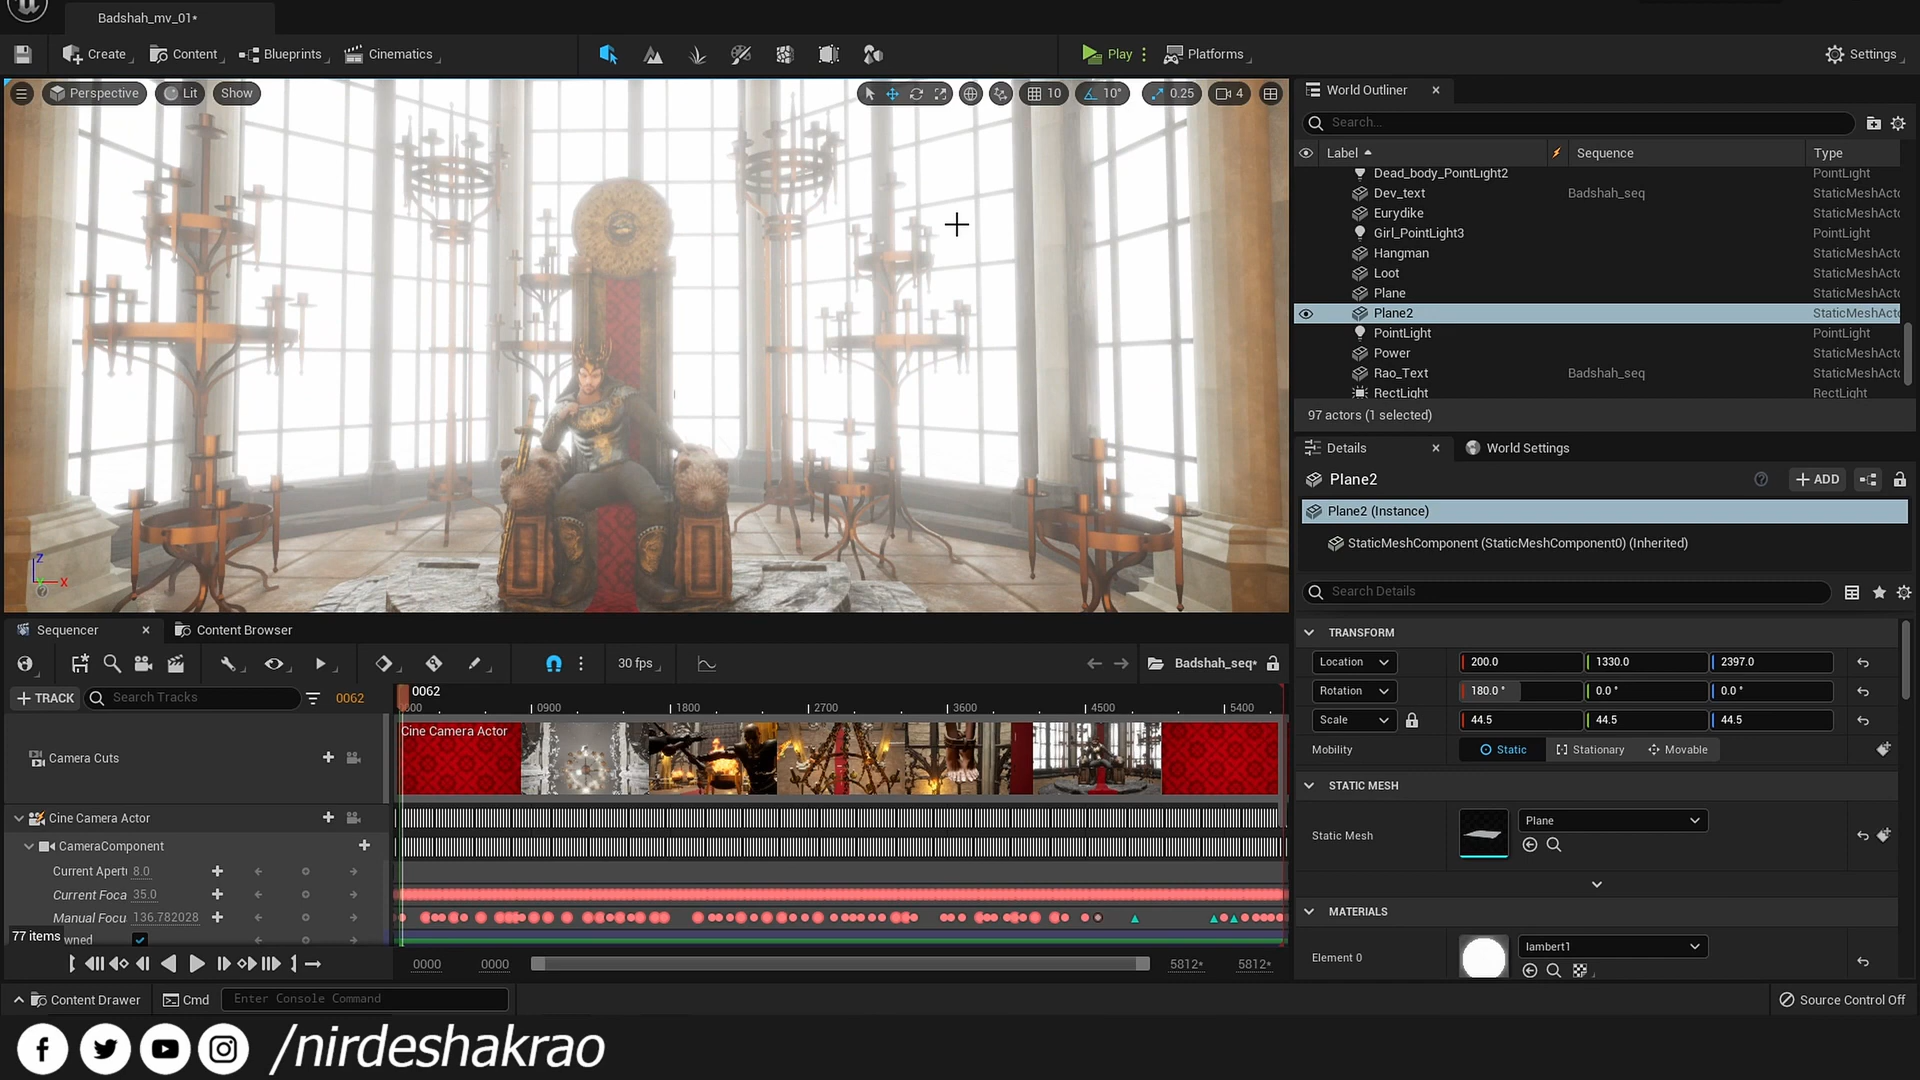 Badshah_mv_01*
Create
Content
Blueprints
Cinematics
Play
Platforms
Settings
Perspective
Lit
Show
10
10°
0.25
4
World Outliner
Search...
Label
Sequence
Type
Dead_body_PointLight2
PointLight
Dev_text
Badshah_seq
StaticMeshActo
Eurydike
StaticMeshActo
Girl_PointLight3
PointLight
Hangman
StaticMeshActo
Loot
StaticMeshActo
Plane
StaticMeshActo
Plane2
StaticMeshActo
PointLight
PointLight
Power
StaticMeshActo
Rao_Text
Badshah_seq
StaticMeshActo
RectLight
RectLight
97 actors (1 selected)
Details
World Settings
Plane2
ADD
Plane2 (Instance)
StaticMeshComponent (StaticMeshComponent0) (Inherited)
Search Details
TRANSFORM
Location
200.0
1330.0
2397.0
Rotation
180.0 °
0.0 °
0.0 °
Scale
44.5
44.5
44.5
Mobility
Static
Stationary
Movable
STATIC MESH
Static Mesh
Plane
MATERIALS
Element 0
lambert1
Z
X
Sequencer
Content Browser
30 fps
Badshah_seq*
+ TRACK
Search Tracks
0062
0062
000
0900
1800
2700
3600
4500
5400
Camera Cuts
Cine Camera Actor
Cine Camera Actor
CameraComponent
Current Apert
8.0
Current Foca
35.0
Manual Focu
136.782028
wned
77 items
0000
0000
5812*
5812*
Content Drawer
Cmd
Enter Console Command
Source Control Off
/nirdeshakrao